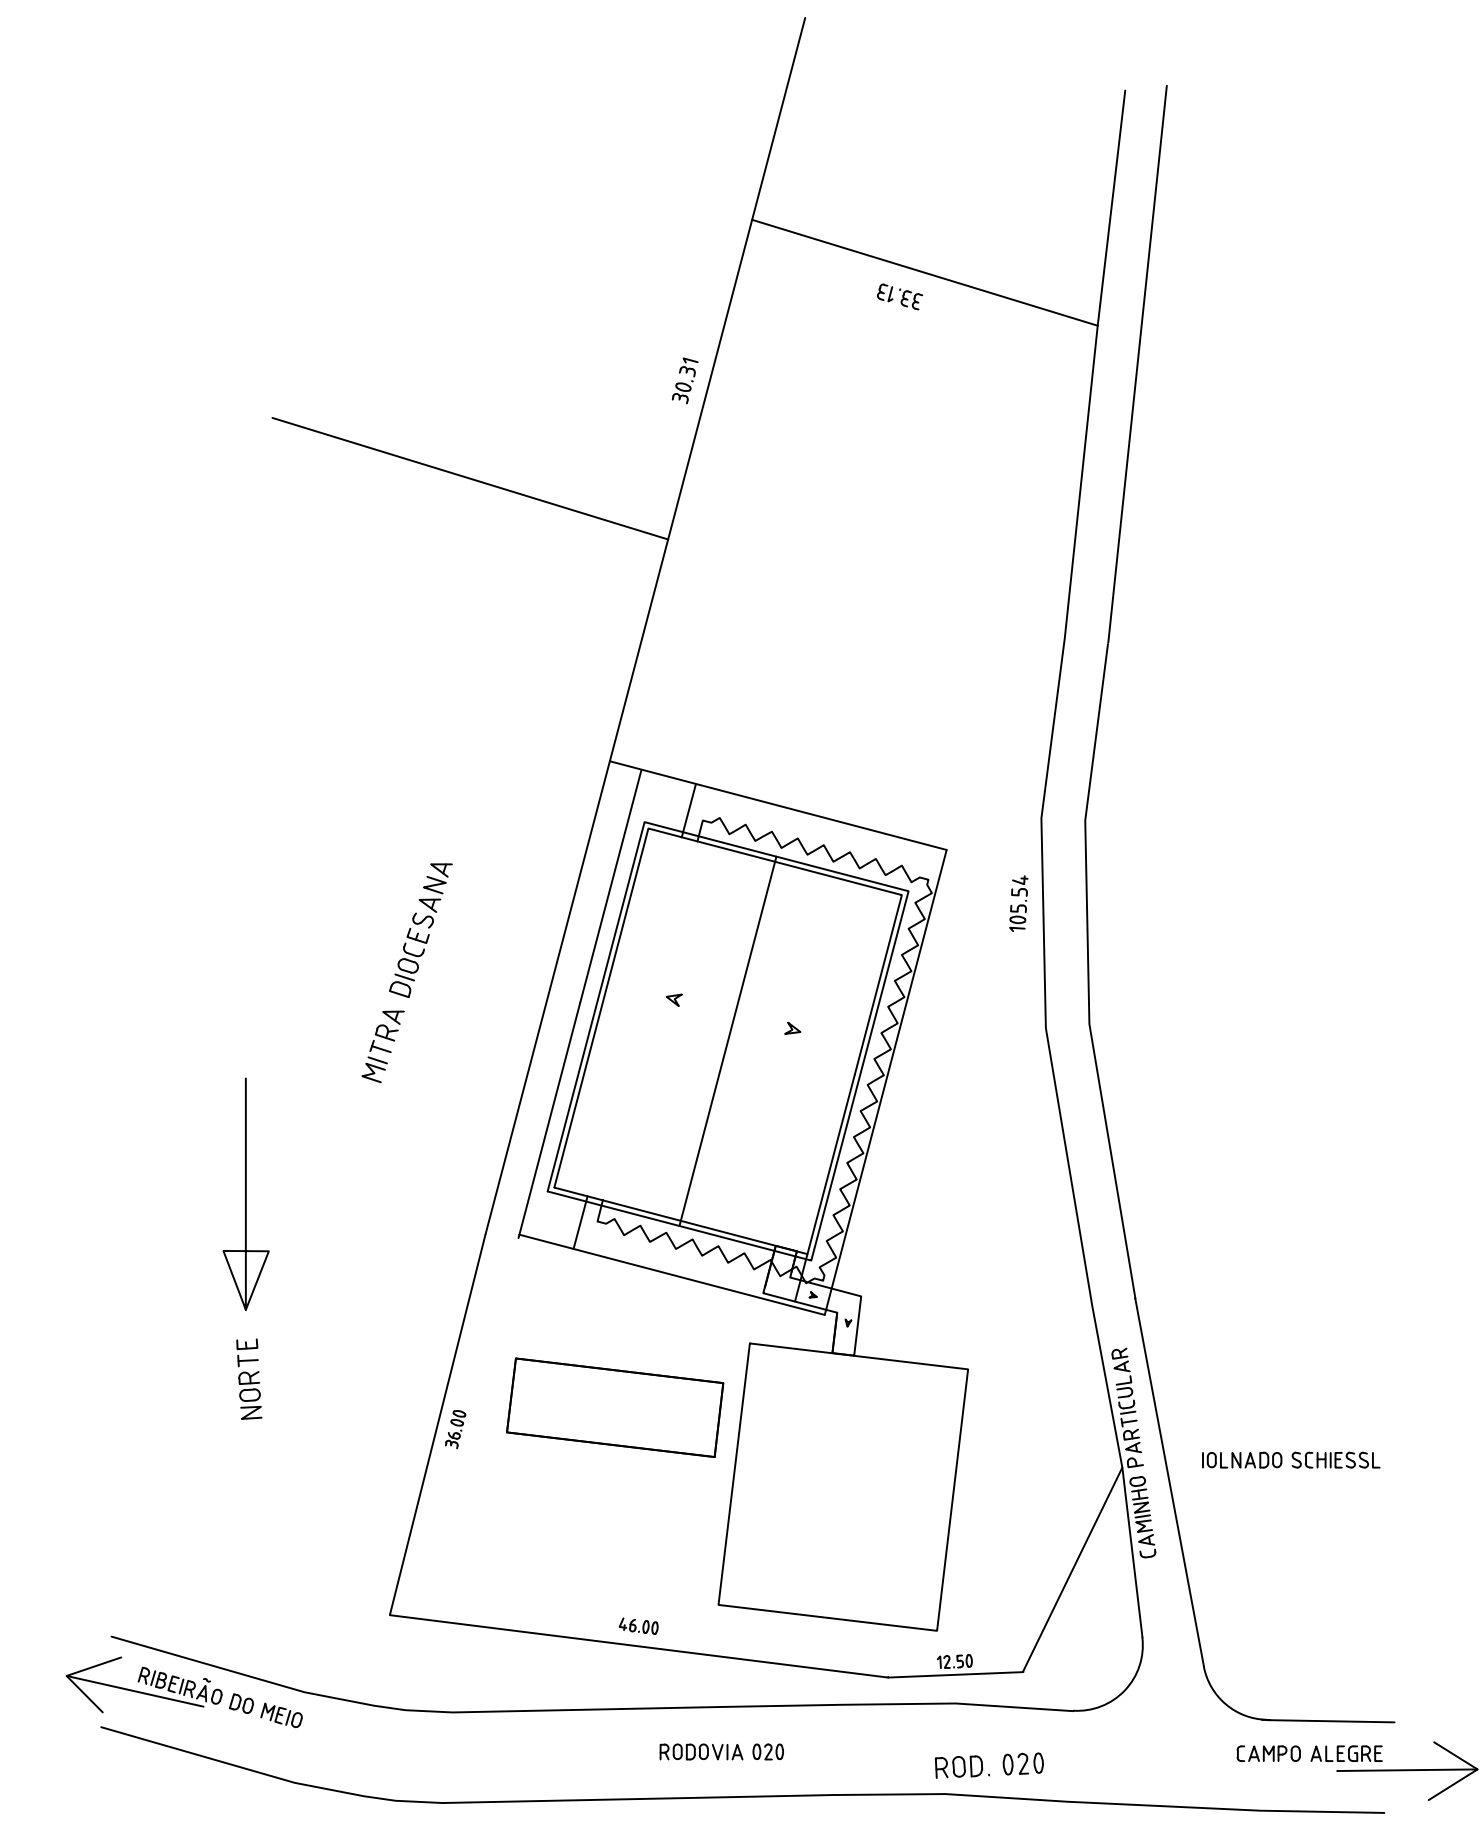 33.13
30.31
MITRA DIOCESANA
105.54
NORTE
36.00
CAMINHO PARTICULAR
IOLNADO SCHIESSL
46.00
12.50
RIBEIRÃO DO MEIO
RODOVIA 020
ROD. 020
CAMPO ALEGRE